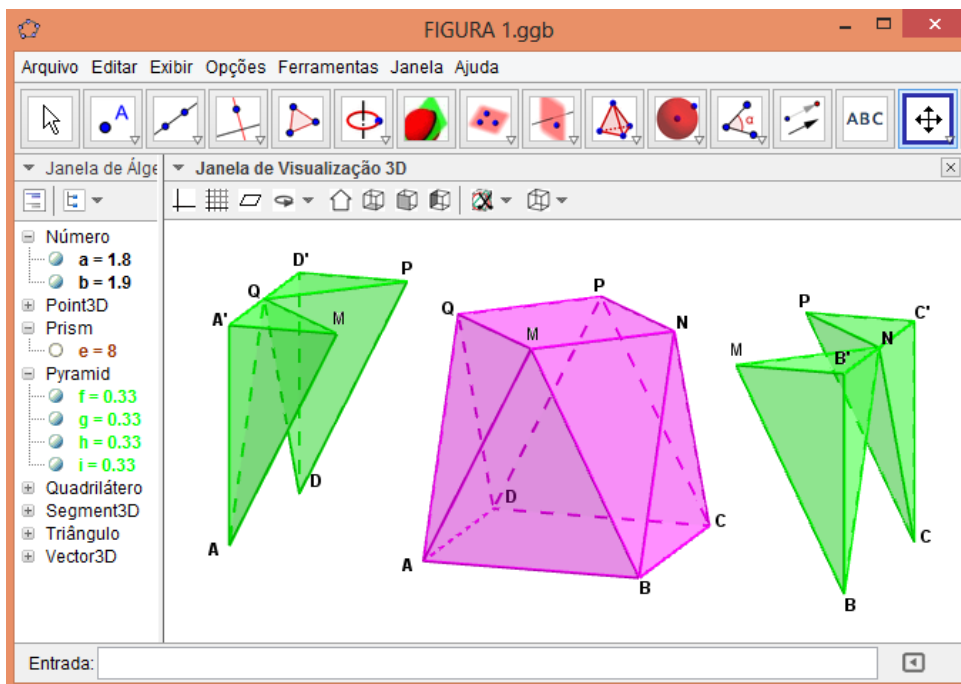 FIGURA 1.ggb
Arquivo Editar Exibir Opções Ferramentas Janela Ajuda
A
α
ABC
Janela de Álge
Janela de Visualização 3D
Número
a = 1.8
b = 1.9
Point3D
Prism
e = 8
Pyramid
f = 0.33
g = 0.33
h = 0.33
i = 0.33
Quadrilátero
Segment3D
Triângulo
Vector3D
D' P
Q
A' M
D
A
P
Q
M N
D
C
A
B
P C'
N
M B'
C
B
Entrada: